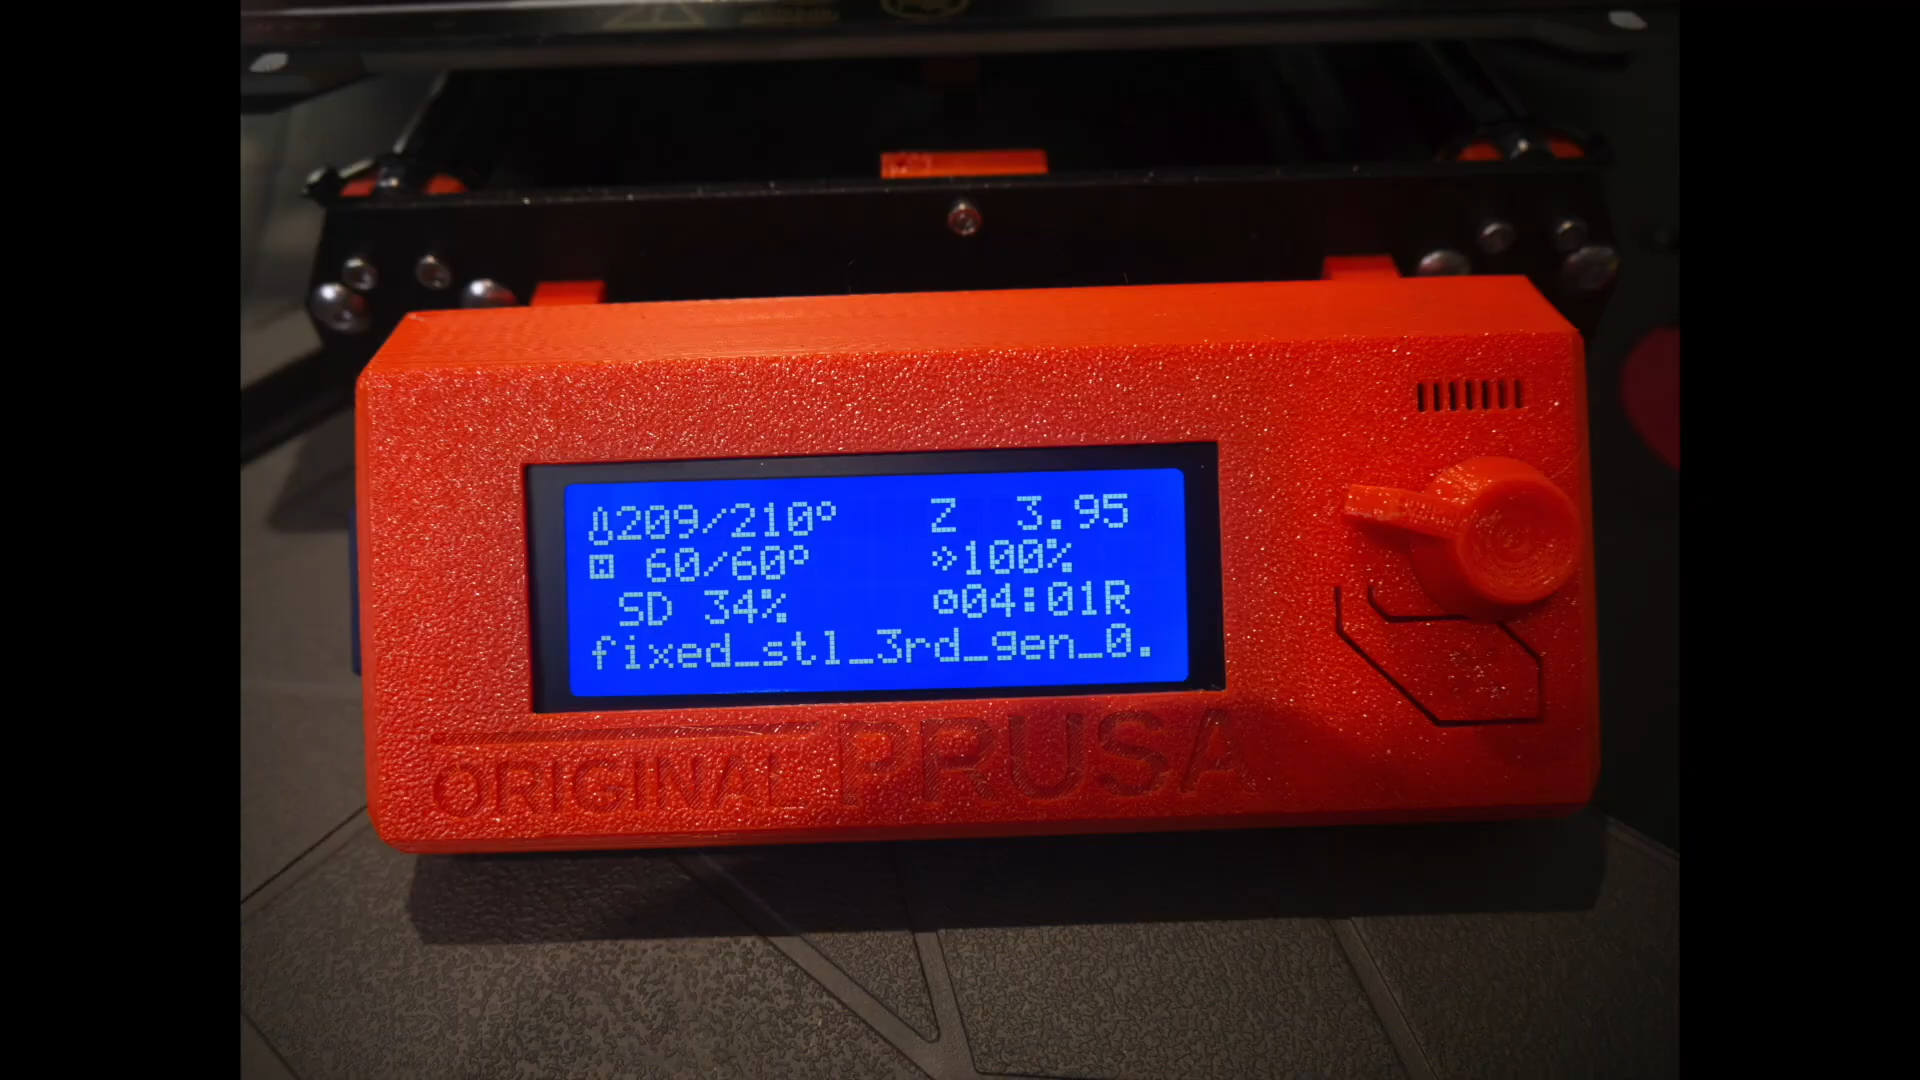 209/210° Z 3.95
60/60° 100%
SD 34% 04:01R
fixed_stl_3rd_gen_0.
ORIGINAL PRUSA